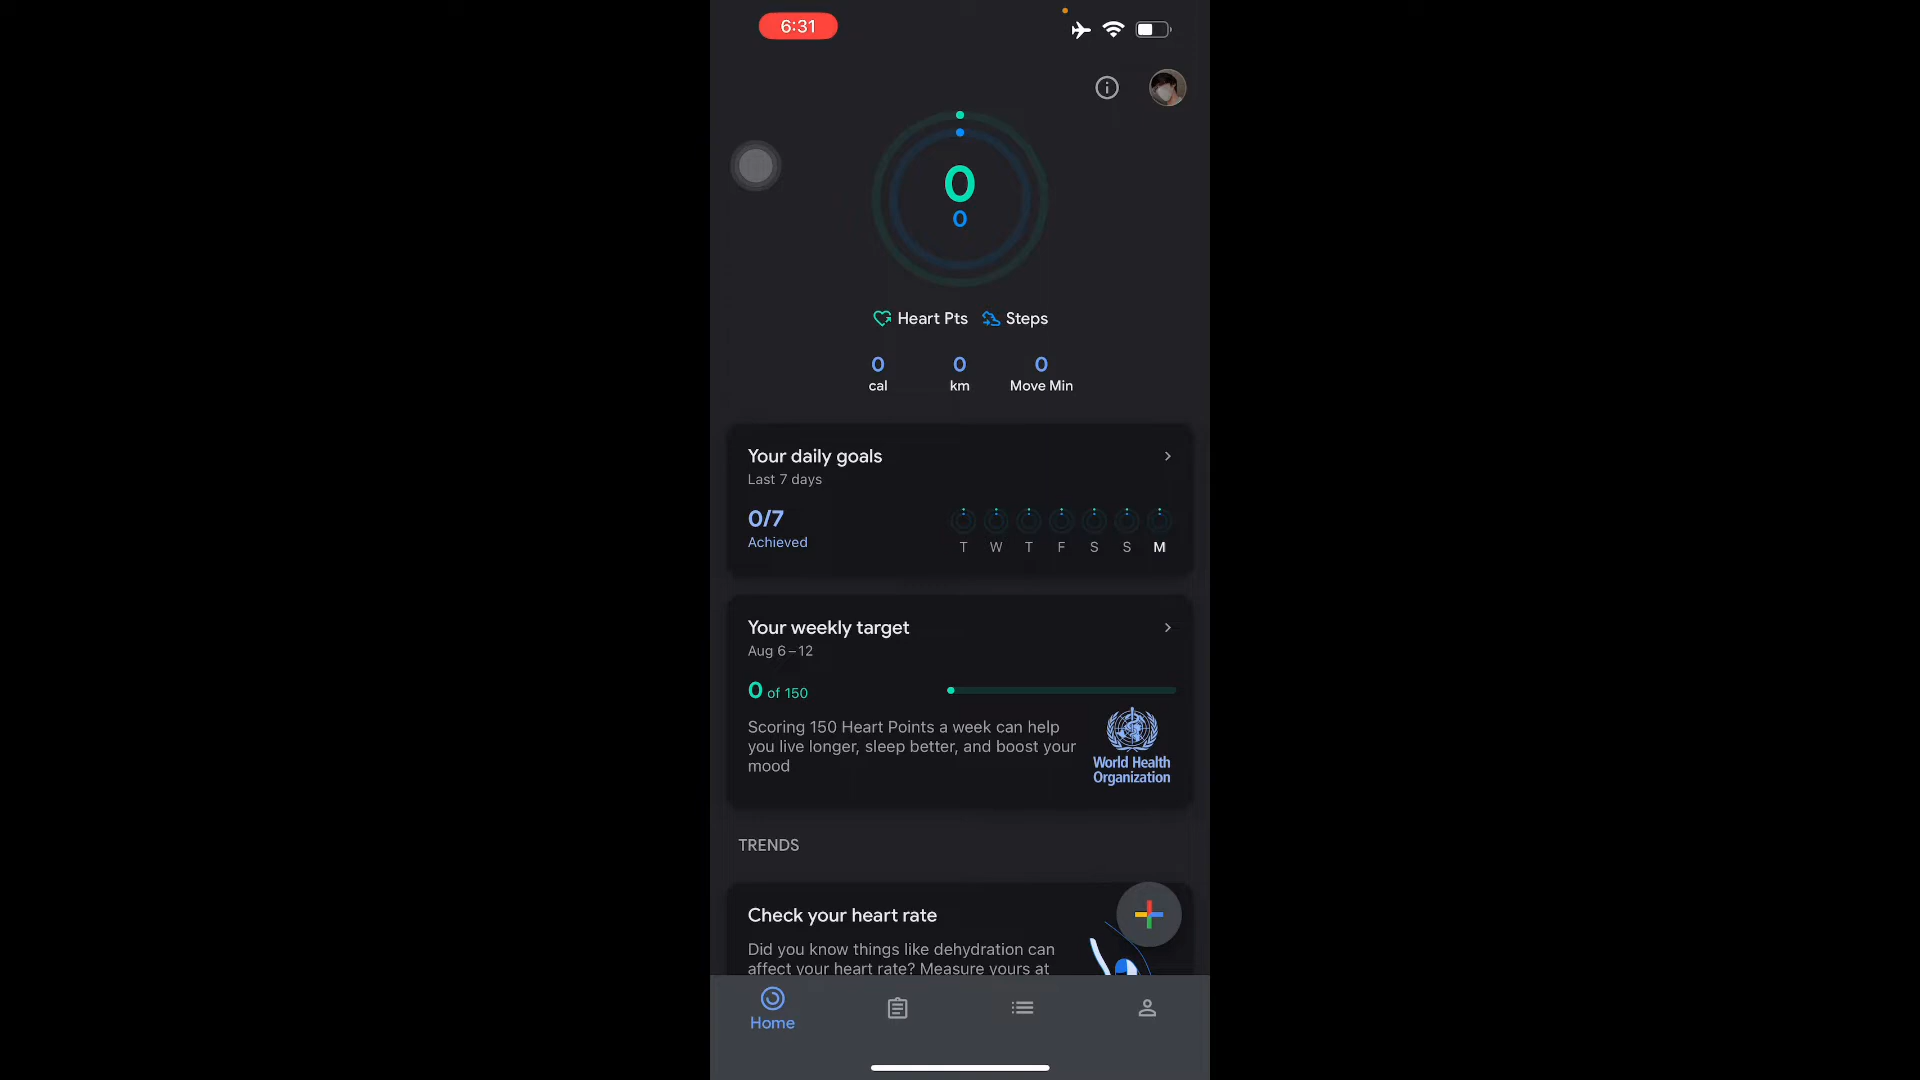 6:31
0
0
Heart Pts Steps
0 0 0
cal km Move Min
Your daily goals
Last 7 days
0/7
Achieved
T W T F S S M
Your weekly target
Aug 6 – 12
0 of 150
Scoring 150 Heart Points a week can help
you live longer, sleep better, and boost your
mood
World Health
Organization
TRENDS
Check your heart rate
Did you know things like dehydration can
affect your heart rate? Measure yours at
Home